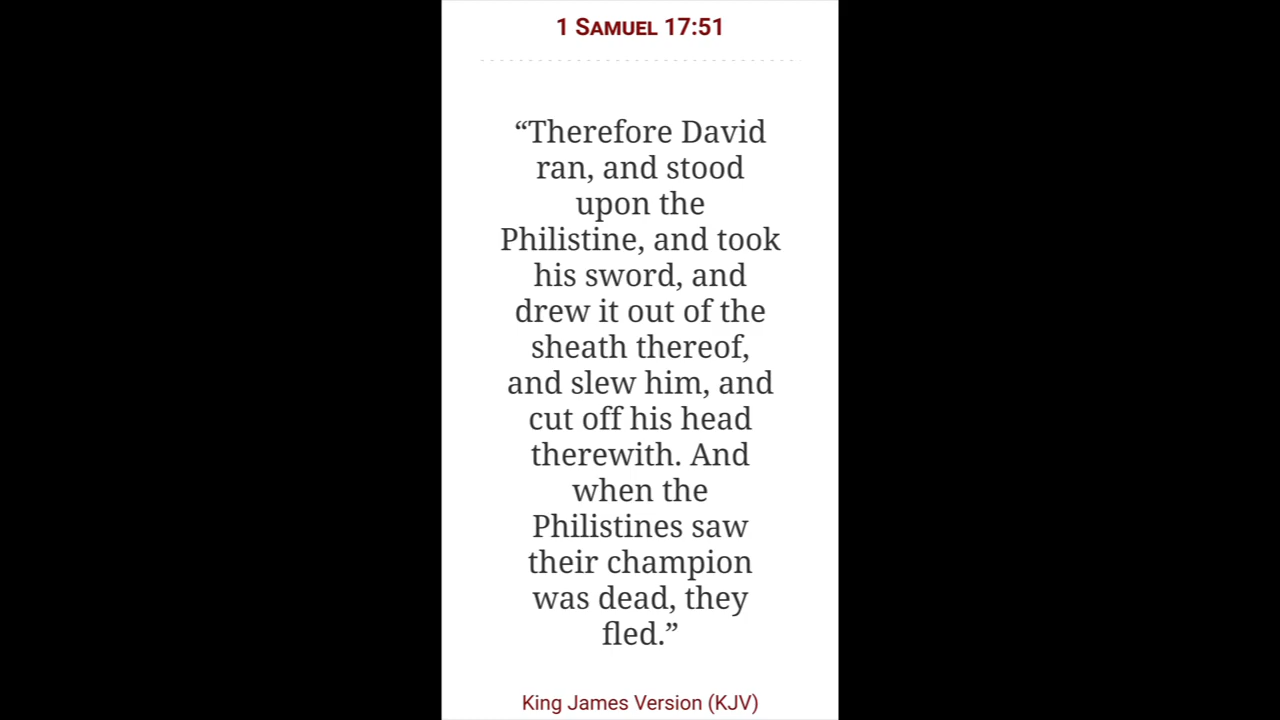 1 Samuel 17:51
“Therefore David
ran, and stood
upon the
Philistine, and took
his sword, and
drew it out of the
sheath thereof,
and slew him, and
cut off his head
therewith. And
when the
Philistines saw
their champion
was dead, they
fled.”
King James Version (KJV)